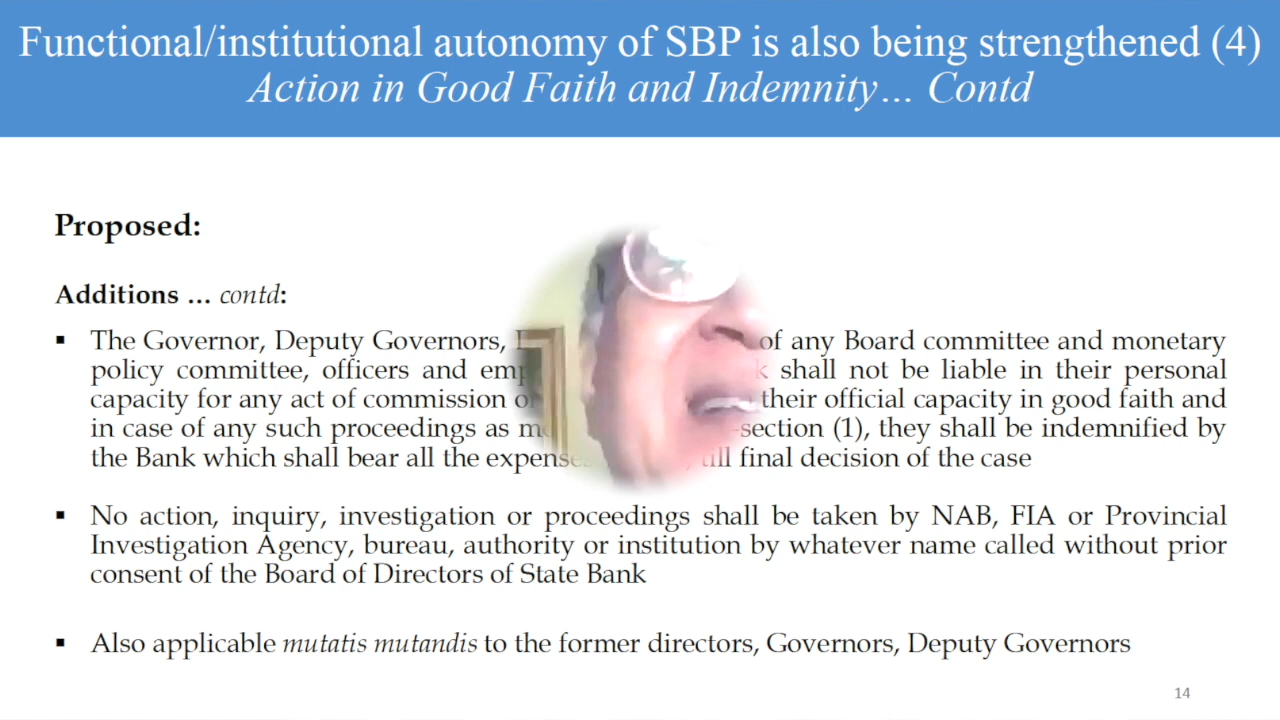 Functional/institutional autonomy of SBP is also being strengthened (4)
Action in Good Faith and Indemnity… Contd
Proposed:
Additions … contd:
▪ The Governor, Deputy Governors, of any Board committee and monetary
policy committee, officers and shall not be liable in their personal
capacity for any act of commission their official capacity in good faith and
in case of any such proceedings as -section (1), they shall be indemnified by
the Bank which shall bear all the final decision of the case
▪ No action, inquiry, investigation or proceedings shall be taken by NAB, FIA or Provincial
Investigation Agency, bureau, authority or institution by whatever name called without prior
consent of the Board of Directors of State Bank
▪ Also applicable mutatis mutandis to the former directors, Governors, Deputy Governors
14